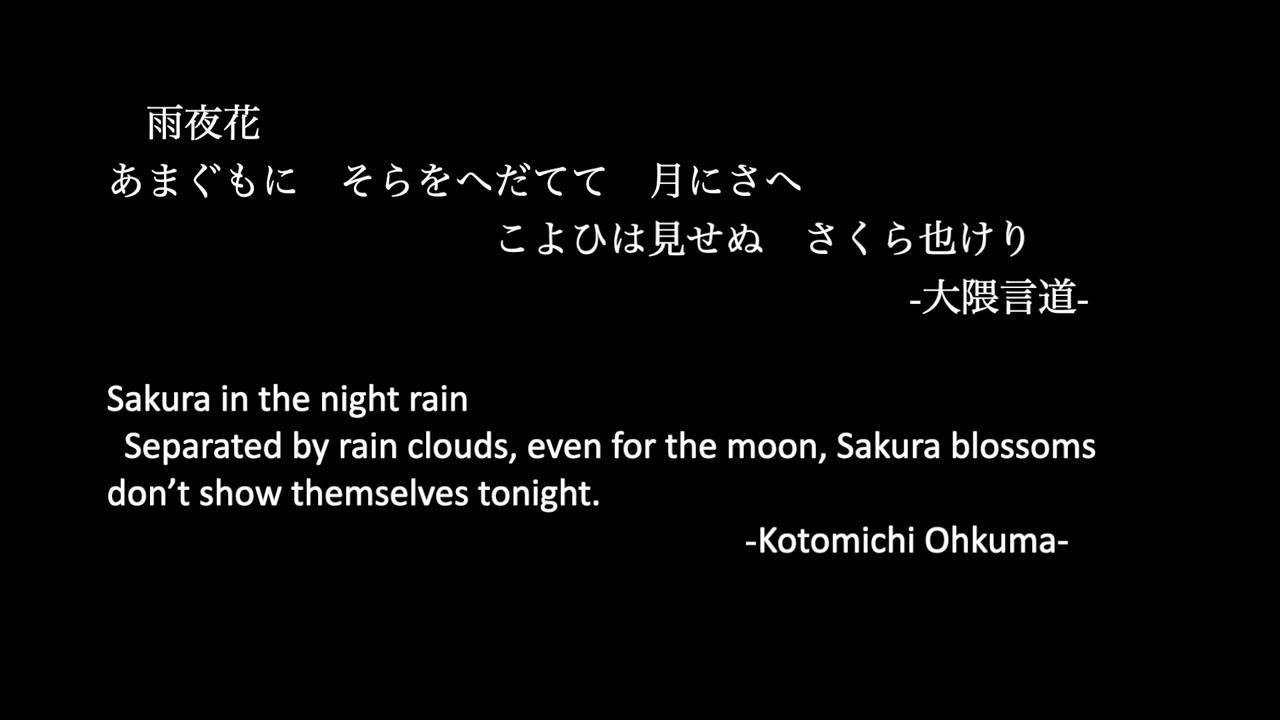 雨夜花
あまぐもに　そらをへだてて　月にさへ
こよひは見せぬ　さくら也けり
-大隈言道-
Sakura in the night rain
Separated by rain clouds, even for the moon, Sakura blossoms
don’t show themselves tonight.
-Kotomichi Ohkuma-